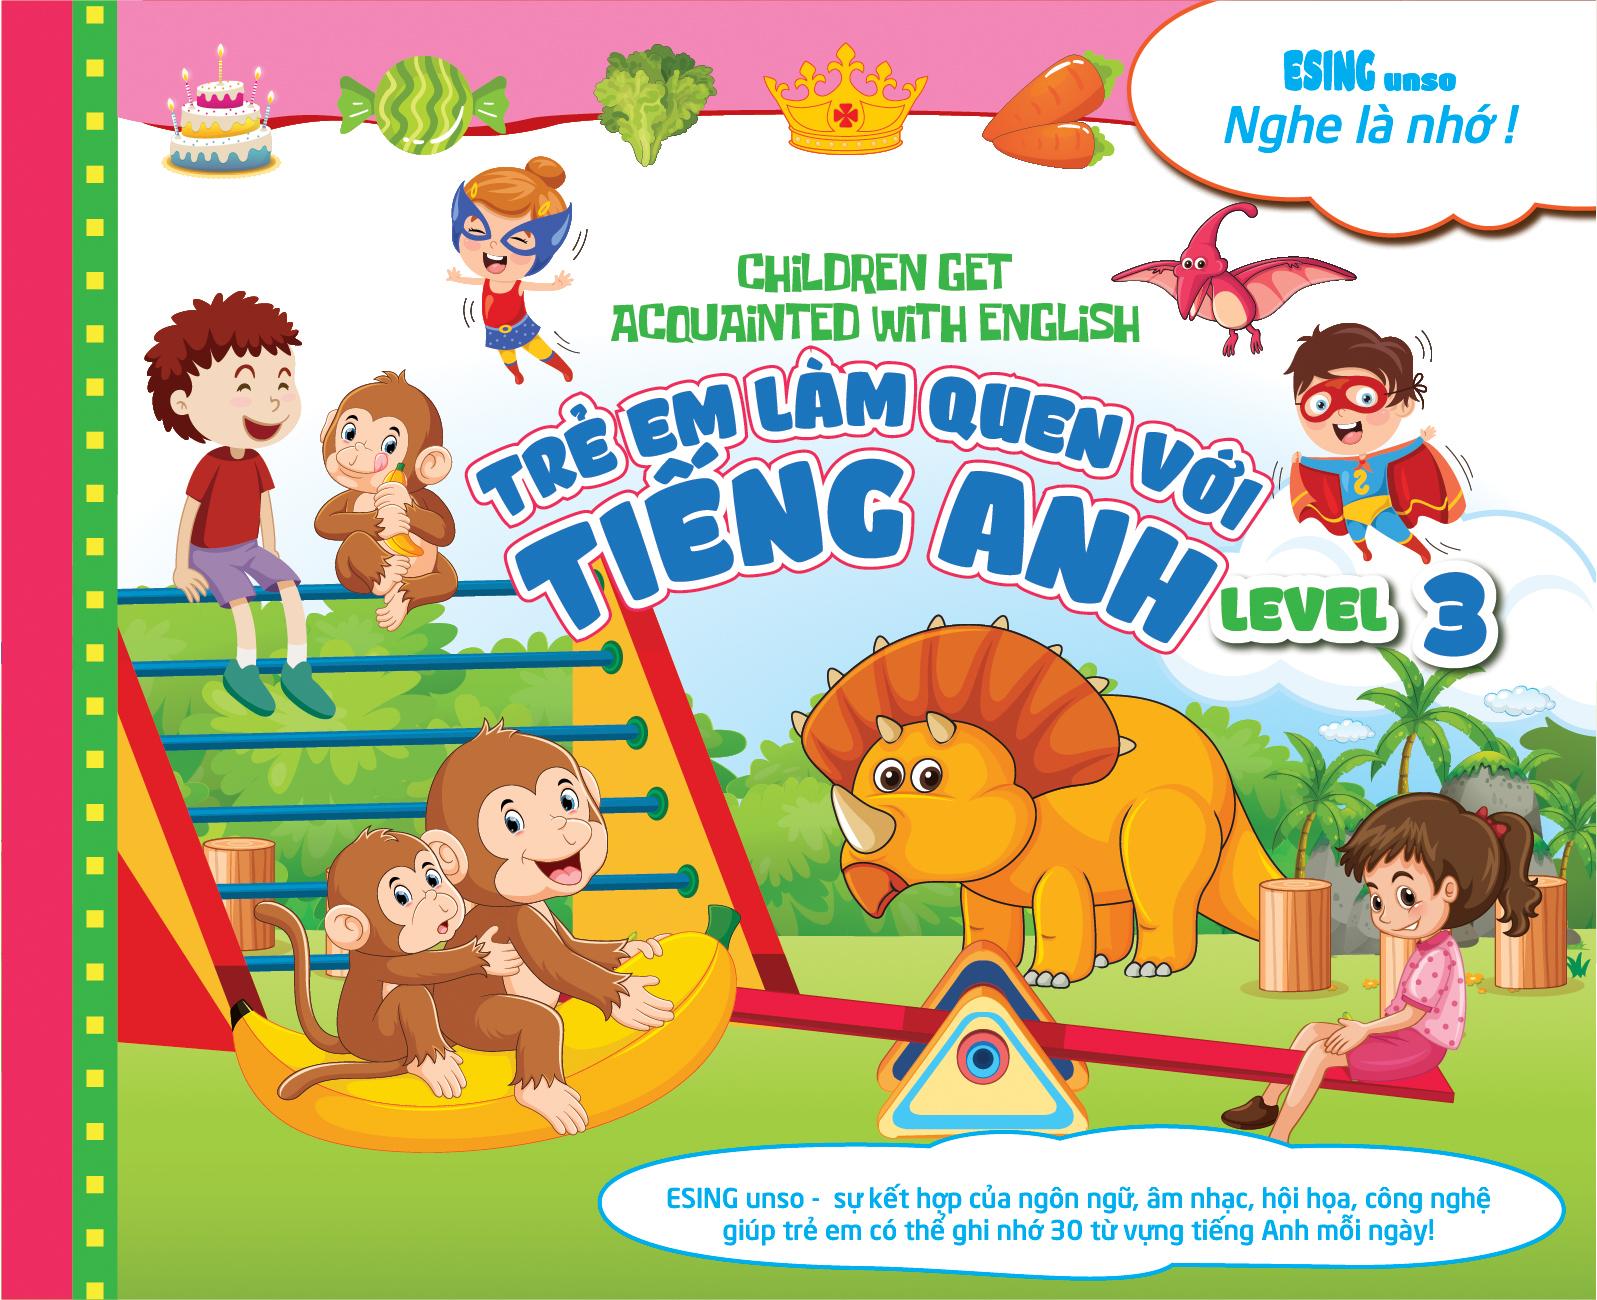 ESING unso
Nghe là nhớ !
CHiLDREN GET
ACQUAiNTED WiTH ENGLiSH
TRẺ EM LÀM QUEN VỚI
TIẾNG ANH
LEVEL 3
ESING unso - sự kết hợp của ngôn ngữ, âm nhạc, hội họa, công nghệ
giúp trẻ em có thể ghi nhớ 30 từ vựng tiếng Anh mỗi ngày!